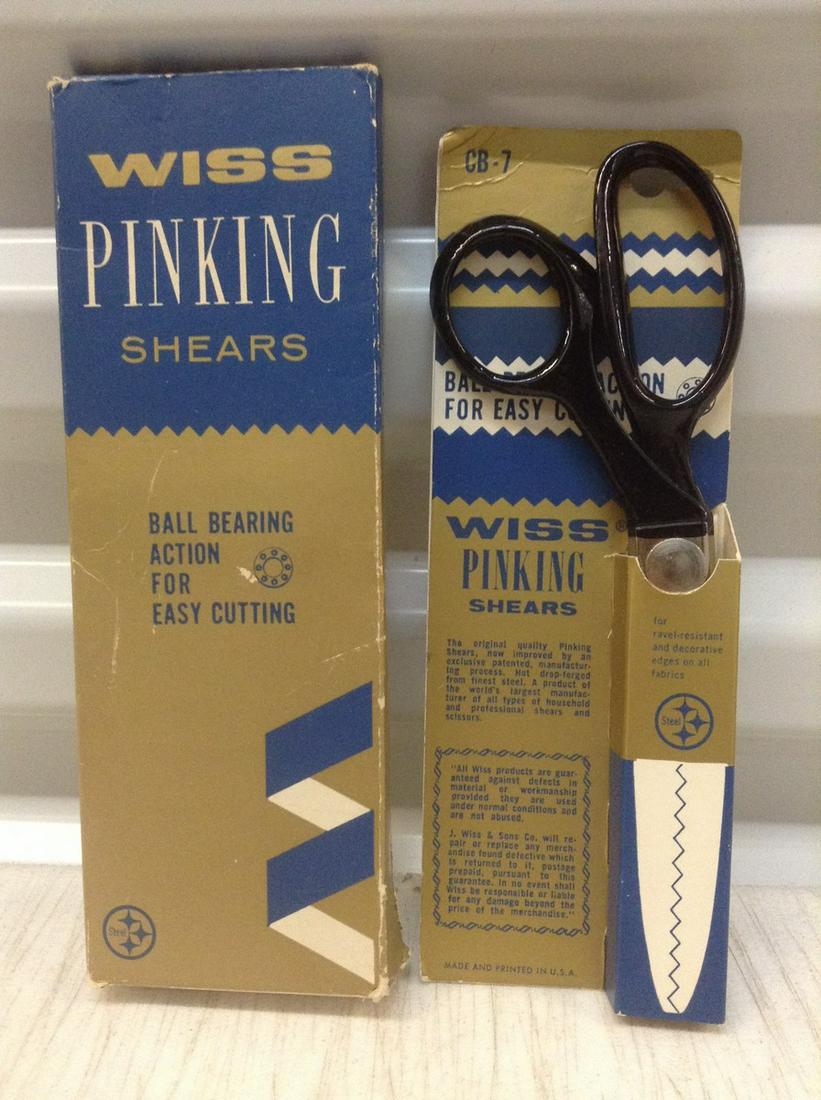 WISS
PINKING
SHEARS
BALL BEARING
ACTION
FOR
EASY CUTTING
Steel
CB-7
BALL
FOR EASY
WISS®
PINKING
SHEARS
The original quality Pinking
Shears, now improved by an
exclusive patented, manufactur-
ing process. Hot drop-forged
from finest steel. A product of
the world's largest manufac-
turer of all types of household
and professional shears and
scissors.
"All Wiss products are guar-
anteed against defects in
material or workmanship
provided they are used
under normal conditions and
are not abused.
J. Wiss & Sons Co. will re-
pair or replace any merch-
andise found defective which
is returned to it, postage
prepaid, pursuant to this
guarantee. In no event shall
Wiss be responsible or liable
for any damage beyond the
price of the merchandise."
MADE AND PRINTED IN U.S.A.
for
ravel-resistant
and decorative
edges on all
fabrics
Steel